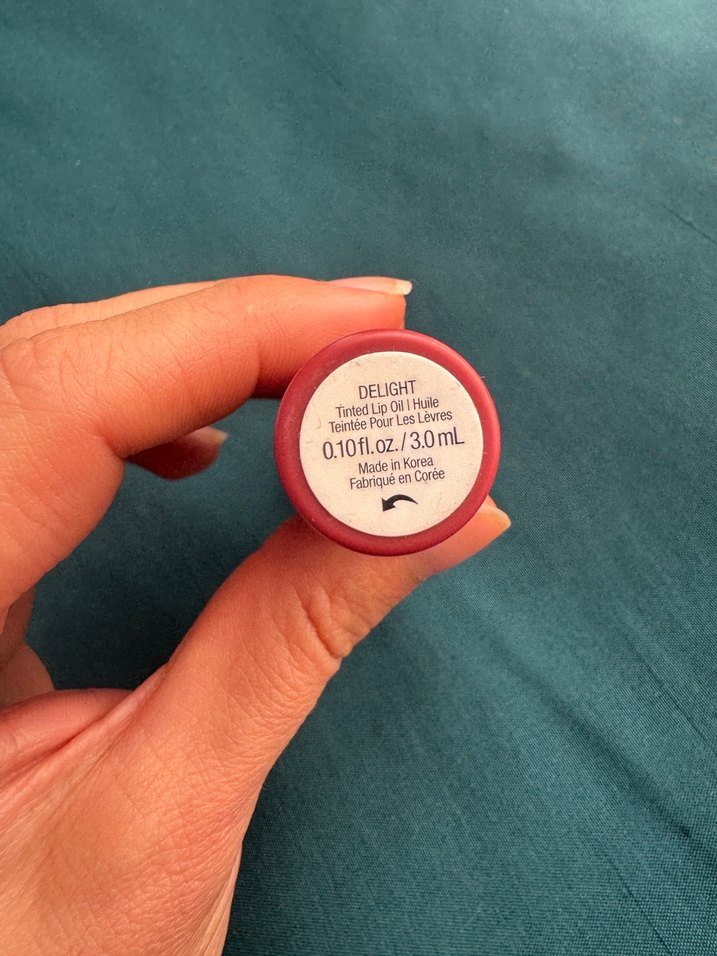 DELIGHT
Tinted Lip Oil | Huile
Teintée Pour Les Lèvres
0.10 fl. oz. / 3.0 mL
Made in Korea
Fabriqué en Corée